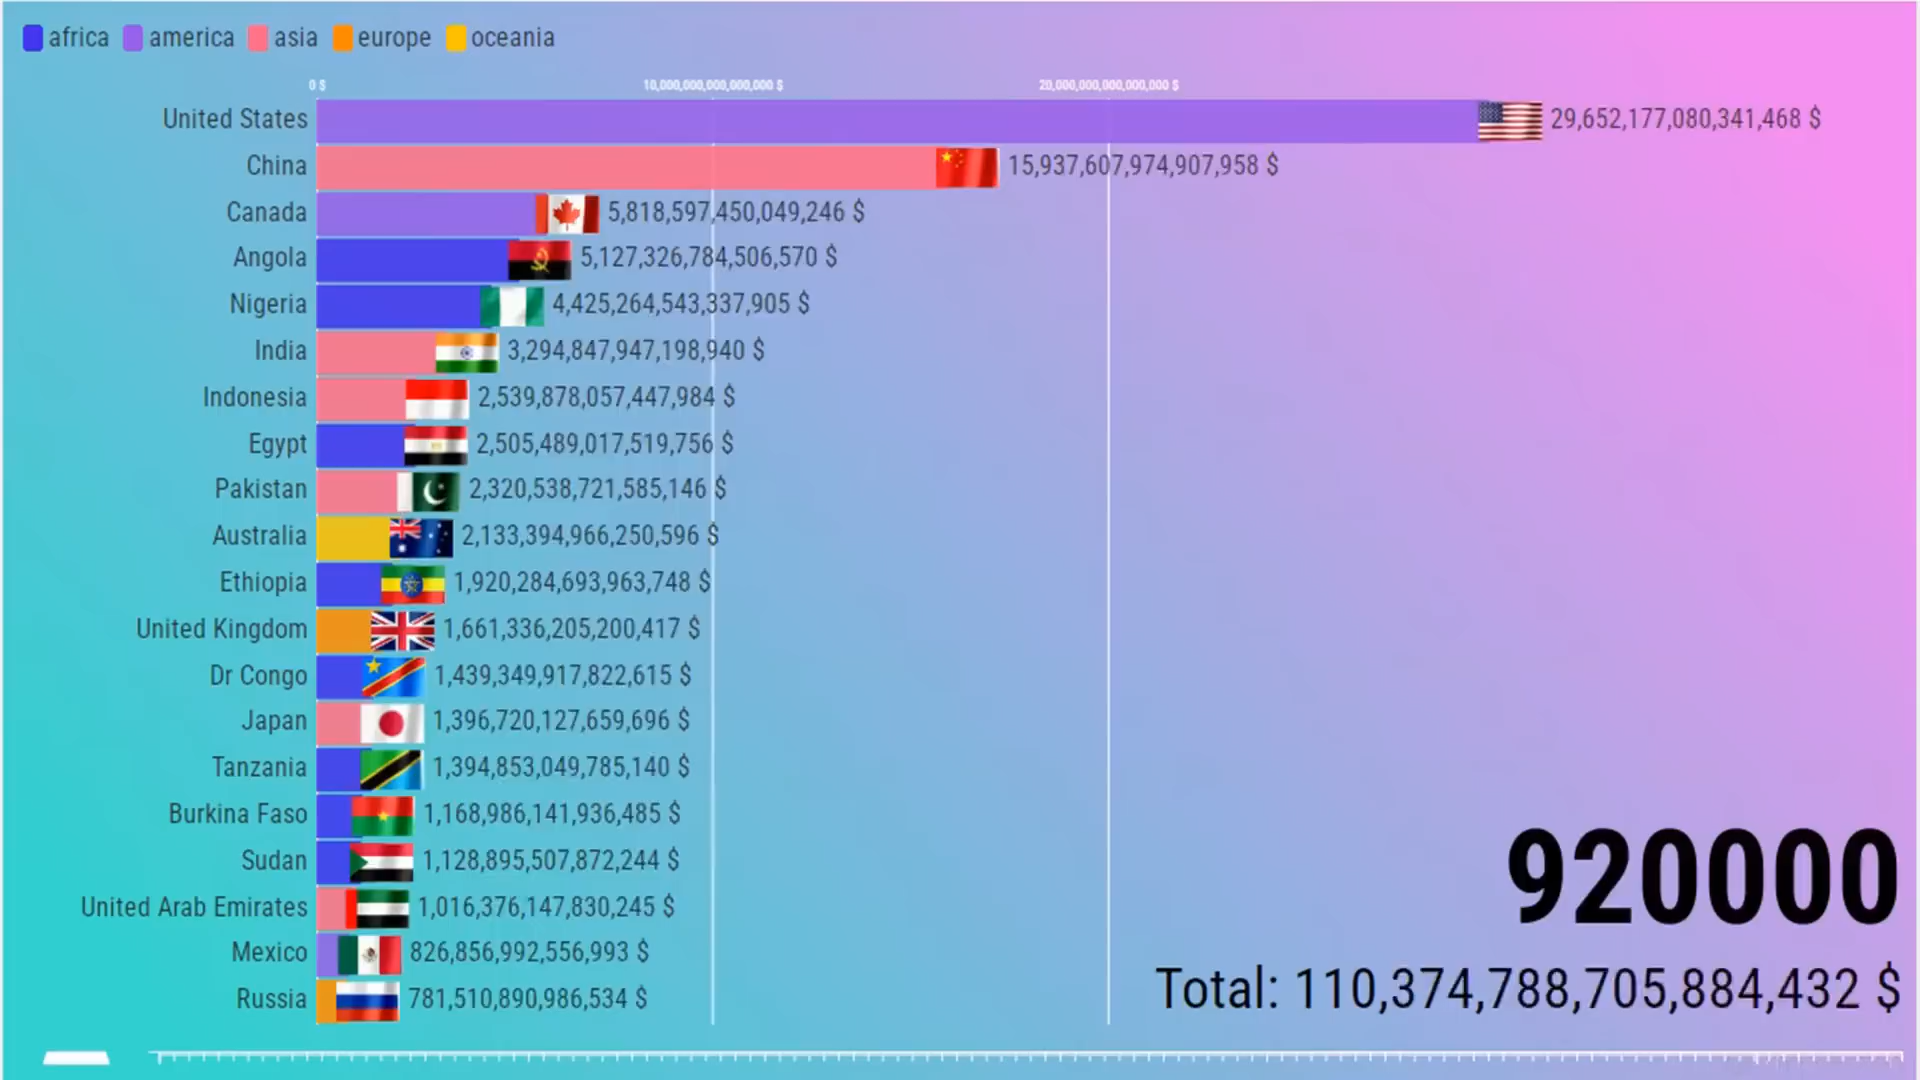 africa america asia europe oceania
0 $ 10,000,000,000,000,000 $ 20,000,000,000,000,000 $
United States 29,652,177,080,341,468 $
China 15,937,607,974,907,958 $
Canada 5,818,597,450,049,246 $
Angola 5,127,326,784,506,570 $
Nigeria 4,425,264,543,337,905 $
India 3,294,847,947,198,940 $
Indonesia 2,539,878,057,447,984 $
Egypt 2,505,489,017,519,756 $
Pakistan 2,320,538,721,585,146 $
Australia 2,133,394,966,250,596 $
Ethiopia 1,920,284,693,963,748 $
United Kingdom 1,661,336,205,200,417 $
Dr Congo 1,439,349,917,822,615 $
Japan 1,396,720,127,659,696 $
Tanzania 1,394,853,049,785,140 $
Burkina Faso 1,168,986,141,936,485 $
Sudan 1,128,895,507,872,244 $
United Arab Emirates 1,016,376,147,830,245 $
Mexico 826,856,992,556,993 $
Russia 781,510,890,986,534 $
920000
Total: 110,374,788,705,884,432 $